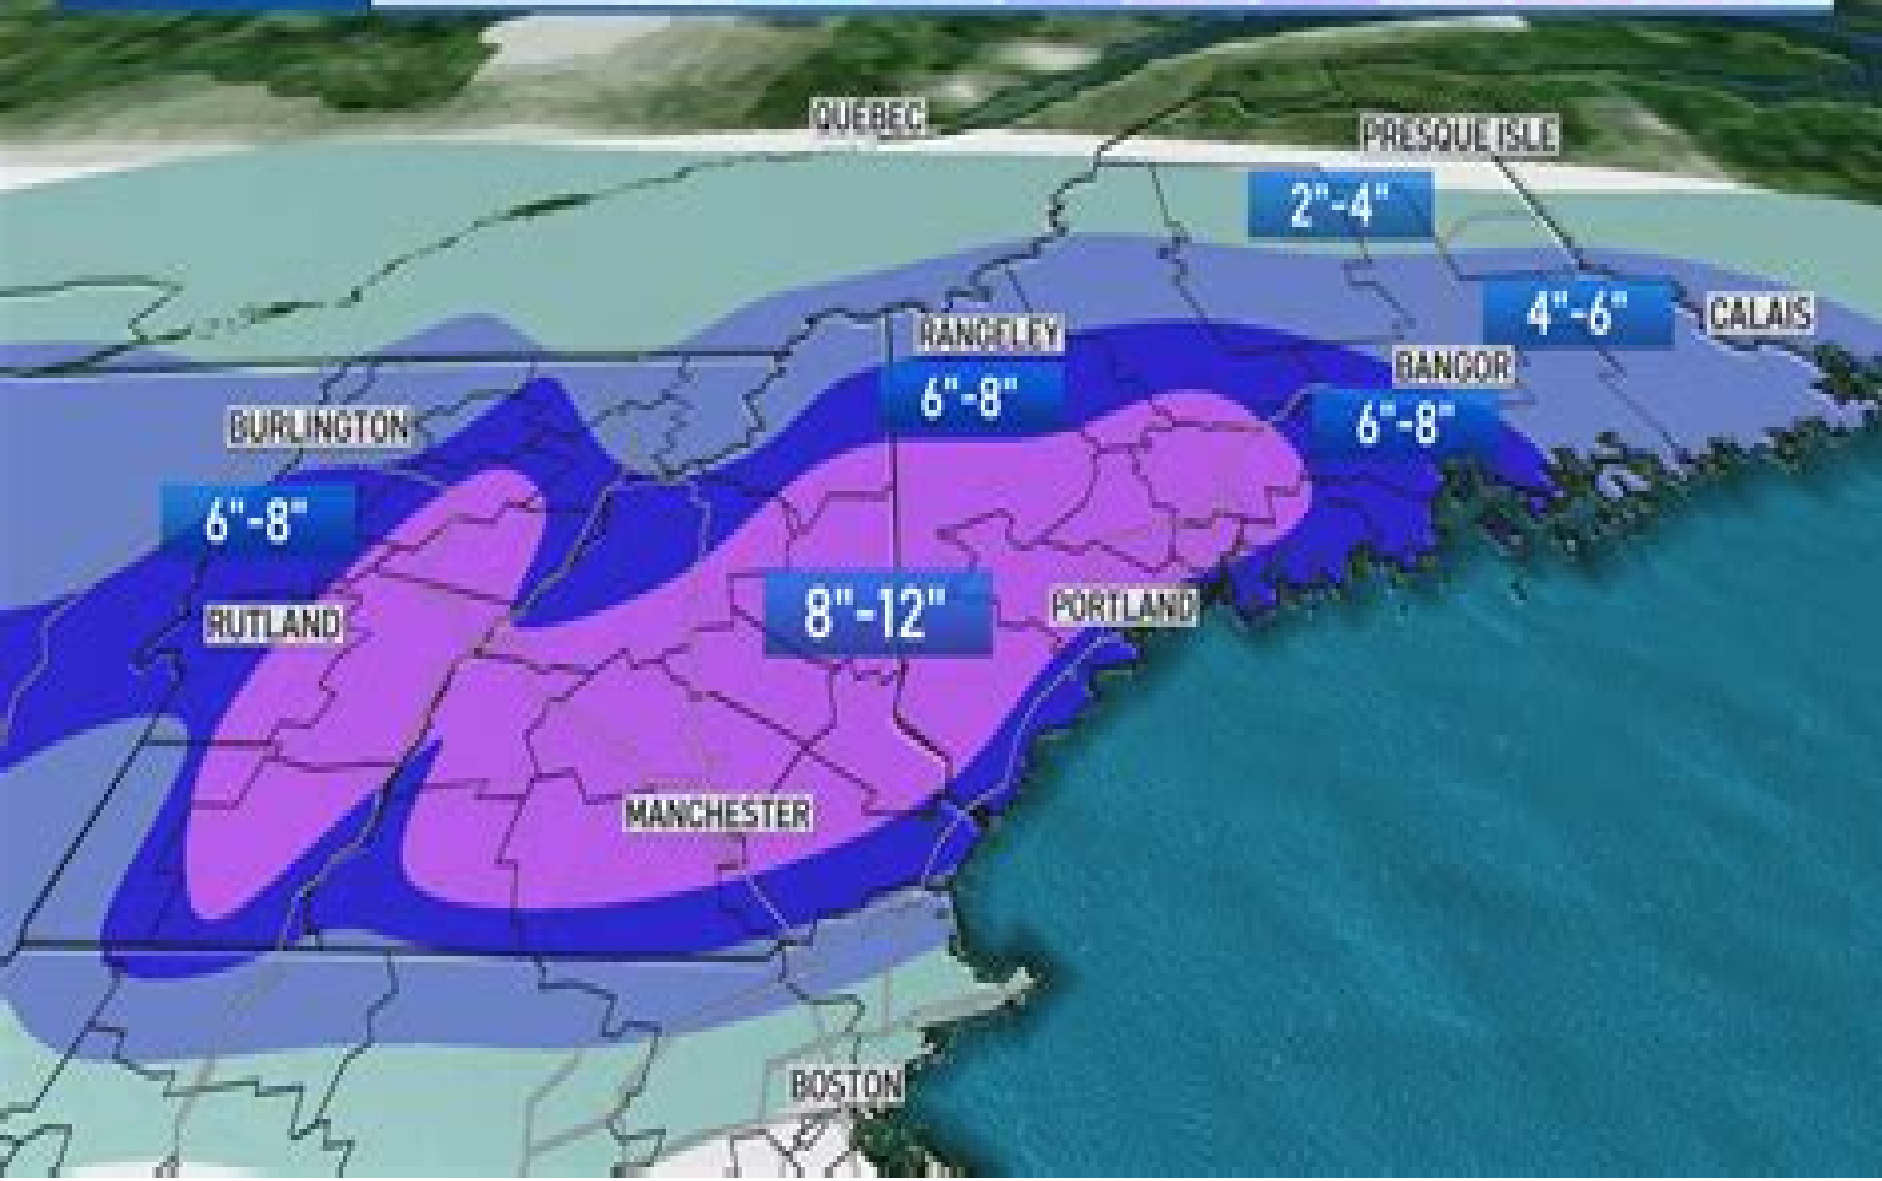 QUEBEC
PRESQUE ISLE
2"-4"
4"-6"
CALAIS
RANGELEY
6"-8"
BANGOR
6"-8"
BURLINGTON
6"-8"
RUTLAND
8"-12"
PORTLAND
MANCHESTER
BOSTON